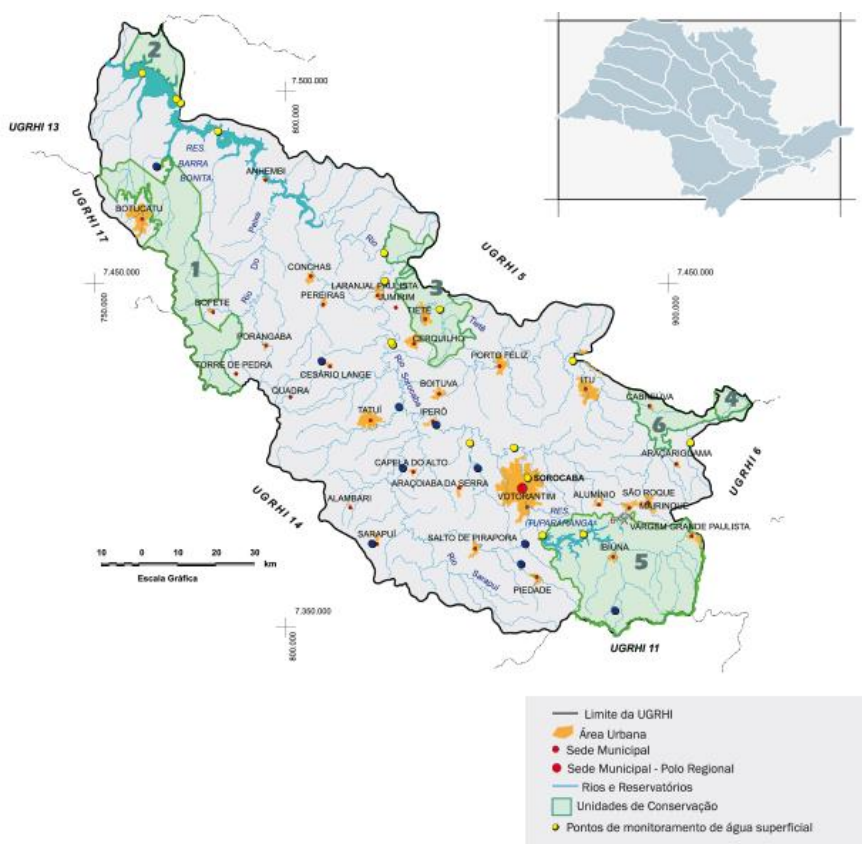 2
7.500.000
800.000
UGRHI 13
RES.
BARRA
BONITA
ANHEMBI
UGRHI 17
BOTUCATU
Rio
Do
Peixe
Rio
Tietê
UGRHI 5
7.450.000
750.000
7.450.000
900.000
1
CONCHAS
LARANJAL PAULISTA
PEREIRAS
JUMIRIM
3
TIETÊ
BOFETE
CERQUILHO
PORANGABA
TORRE DE PEDRA
CESÁRIO LANGE
Rio Sorocaba
PORTO FELIZ
ITU
QUADRA
BOITUVA
CABREÚVA
4
6
TATUÍ
IPERÓ
ARAÇARIGUAMA
UGRHI 6
CAPELA DO ALTO
ARAÇOIABA DA SERRA
SOROCABA
VOTORANTIM
ALUMÍNIO
SÃO ROQUE
MAIRINQUE
UGRHI 14
ALAMBARI
RES.
ITUPARARANGA
VARGEM GRANDE PAULISTA
SARAPUÍ
SALTO DE PIRAPORA
IBIÚNA
5
Rio
Sarapuí
PIEDADE
10 0 10 20 30 km
Escala Gráfica
7.350.000
800.000
UGRHI 11
Limite da UGRHI
Área Urbana
Sede Municipal
Sede Municipal - Polo Regional
Rios e Reservatórios
Unidades de Conservação
Pontos de monitoramento de água superficial